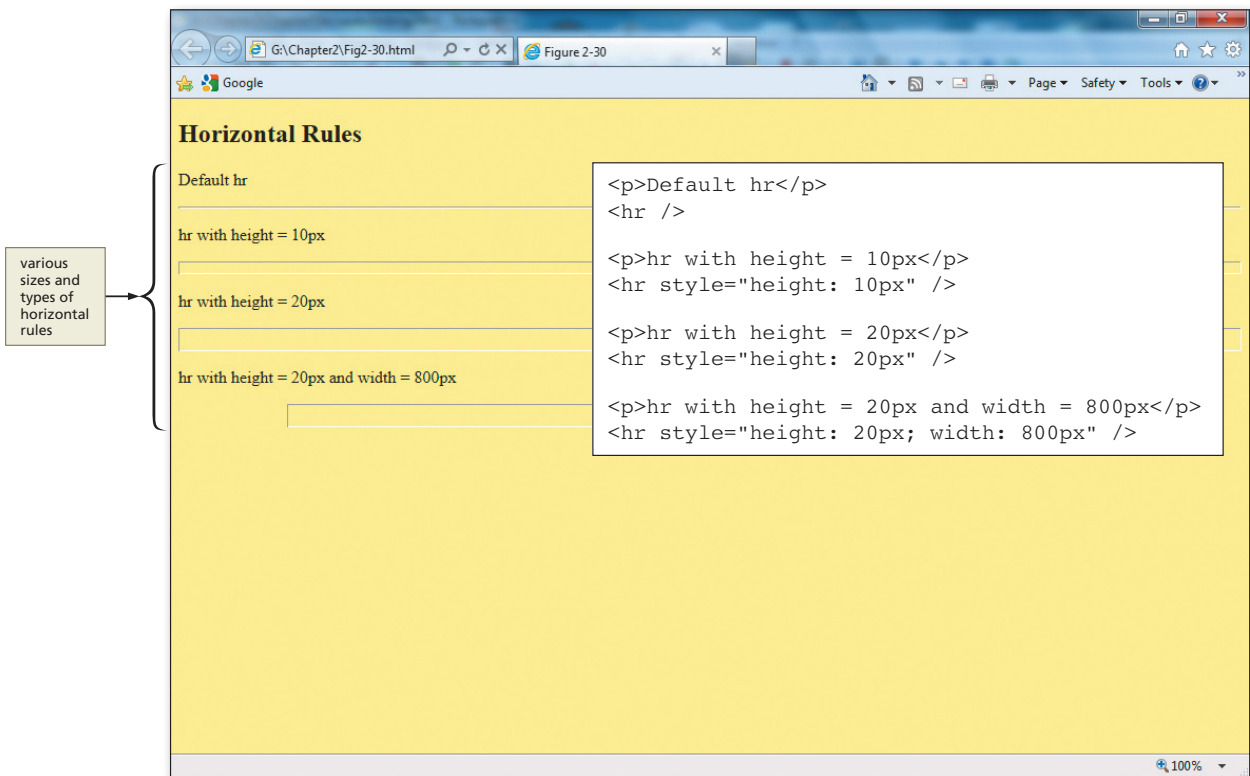 G:\Chapter2\Fig2-30.html
Figure 2-30
Google
Page
Safety
Tools
Horizontal Rules
Default hr
hr with height = 10px
hr with height = 20px
hr with height = 20px and width = 800px
<p>Default hr</p>
<hr />
<p>hr with height = 10px</p>
<hr style="height: 10px" />
<p>hr with height = 20px</p>
<hr style="height: 20px" />
<p>hr with height = 20px and width = 800px</p>
<hr style="height: 20px; width: 800px" />
various
sizes and
types of
horizontal
rules
100%